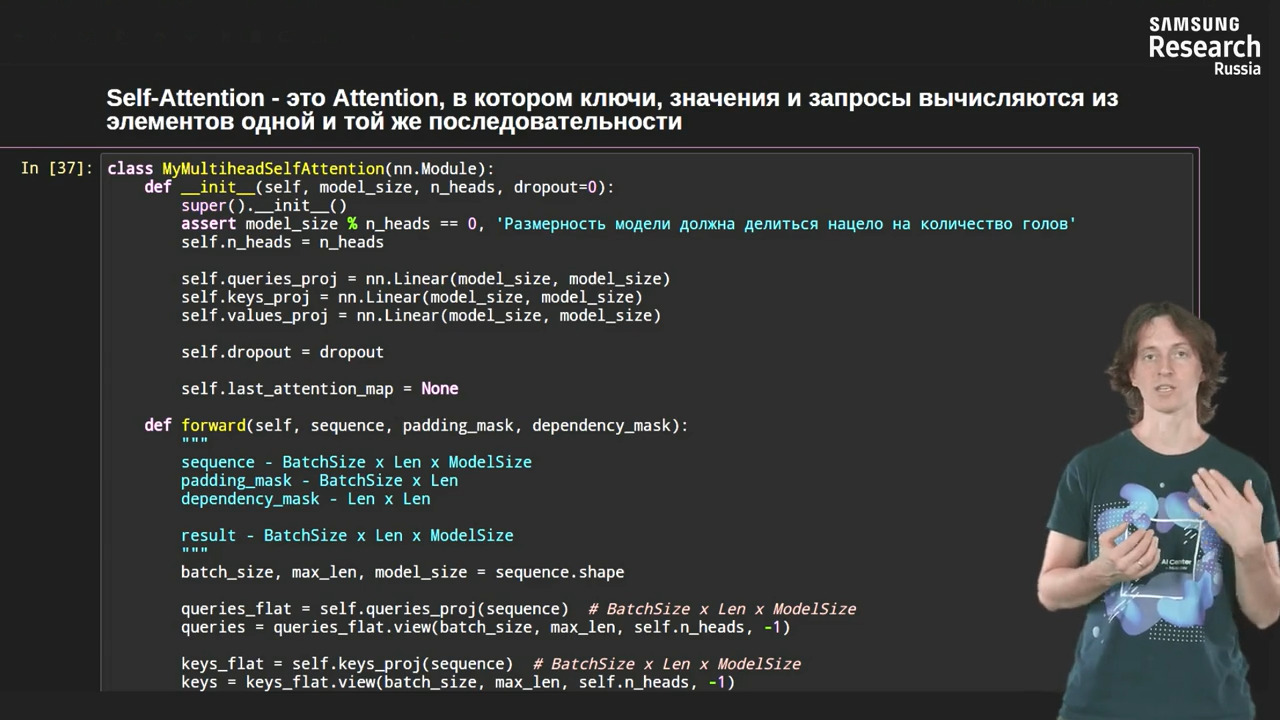 SAMSUNG
Research
Russia
Self-Attention - это Attention, в котором ключи, значения и запросы вычисляются из
элементов одной и той же последовательности
In [37]:
class MyMultiheadSelfAttention(nn.Module):
def __init__(self, model_size, n_heads, dropout=0):
super().__init__()
assert model_size % n_heads == 0, 'Размерность модели должна делиться нацело на количество голов'
self.n_heads = n_heads
self.queries_proj = nn.Linear(model_size, model_size)
self.keys_proj = nn.Linear(model_size, model_size)
self.values_proj = nn.Linear(model_size, model_size)
self.dropout = dropout
self.last_attention_map = None
def forward(self, sequence, padding_mask, dependency_mask):
"""
sequence - BatchSize x Len x ModelSize
padding_mask - BatchSize x Len
dependency_mask - Len x Len
result - BatchSize x Len x ModelSize
"""
batch_size, max_len, model_size = sequence.shape
queries_flat = self.queries_proj(sequence)  # BatchSize x Len x ModelSize
queries = queries_flat.view(batch_size, max_len, self.n_heads, -1)
keys_flat = self.keys_proj(sequence)  # BatchSize x Len x ModelSize
keys = keys_flat.view(batch_size, max_len, self.n_heads, -1)
AI Center